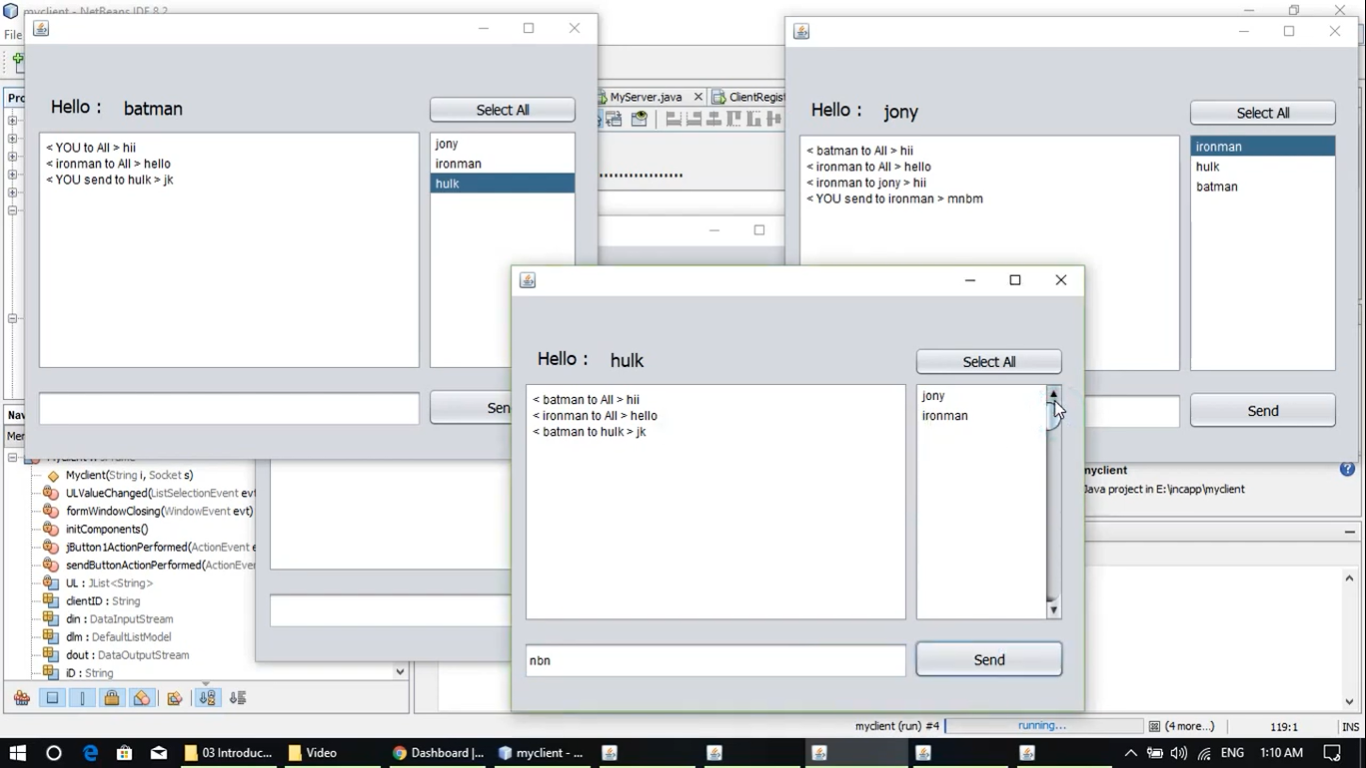 myclient - NetBeans IDE 8.2
File
Hello : batman
Select All
< YOU to All > hii
< ironman to All > hello
< YOU send to hulk > jk
jony
ironman
hulk
MyServer.java
ClientRegist
Hello : jony
Select All
< batman to All > hii
< ironman to All > hello
< ironman to jony > hii
< YOU send to ironman > mnbm
ironman
hulk
batman
Send
Hello : hulk
Select All
< batman to All > hii
< ironman to All > hello
< batman to hulk > jk
jony
ironman
nbn
Send
Pro
Sen
Nav
Mer
Myclient(String i, Socket s)
ULValueChanged(ListSelectionEvent evt
formWindowClosing(WindowEvent evt)
initComponents()
jButton1ActionPerformed(ActionEvent e
sendButtonActionPerformed(ActionEve
UL : JList<String>
clientID : String
din : DataInputStream
dlm : DefaultListModel
dout : DataOutputStream
iD : String
myclient
Java project in E:\incapp\myclient
myclient (run) #4
running...
(4 more...)
119:1
INS
03 Introduc...
Video
Dashboard |...
myclient - ...
ENG
1:10 AM